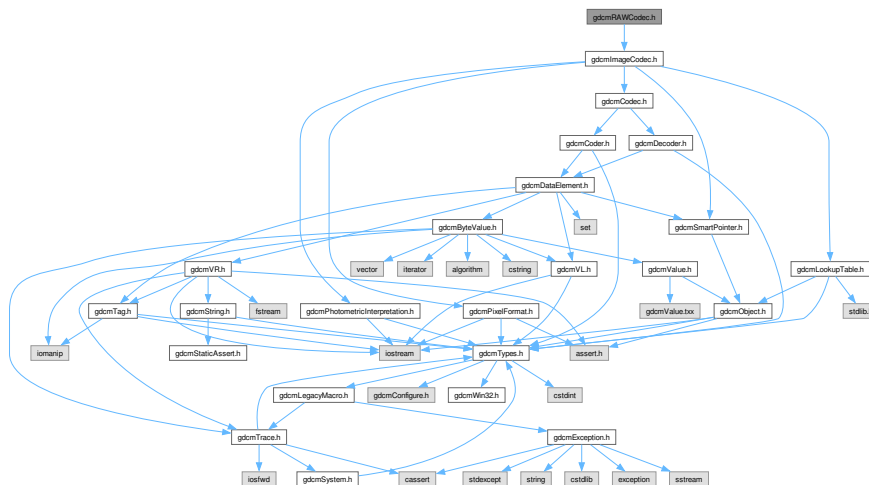 gdcmRAWCodec.h
gdcmImageCodec.h
gdcmCodec.h
gdcmCoder.h
gdcmDecoder.h
gdcmDataElement.h
gdcmByteValue.h
set
gdcmSmartPointer.h
gdcmVR.h
vector
iterator
algorithm
cstring
gdcmVL.h
gdcmValue.h
gdcmLookupTable.h
gdcmTag.h
gdcmString.h
fstream
gdcmPhotometricInterpretation.h
gdcmPixelFormat.h
gdcmValue.txx
gdcmObject.h
stdlib.h
iomanip
gdcmStaticAssert.h
iostream
gdcmTypes.h
assert.h
gdcmLegacyMacro.h
gdcmConfigure.h
gdcmWin32.h
cstdint
gdcmTrace.h
gdcmException.h
iosfwd
gdcmSystem.h
cassert
stdexcept
string
cstdlib
exception
sstream